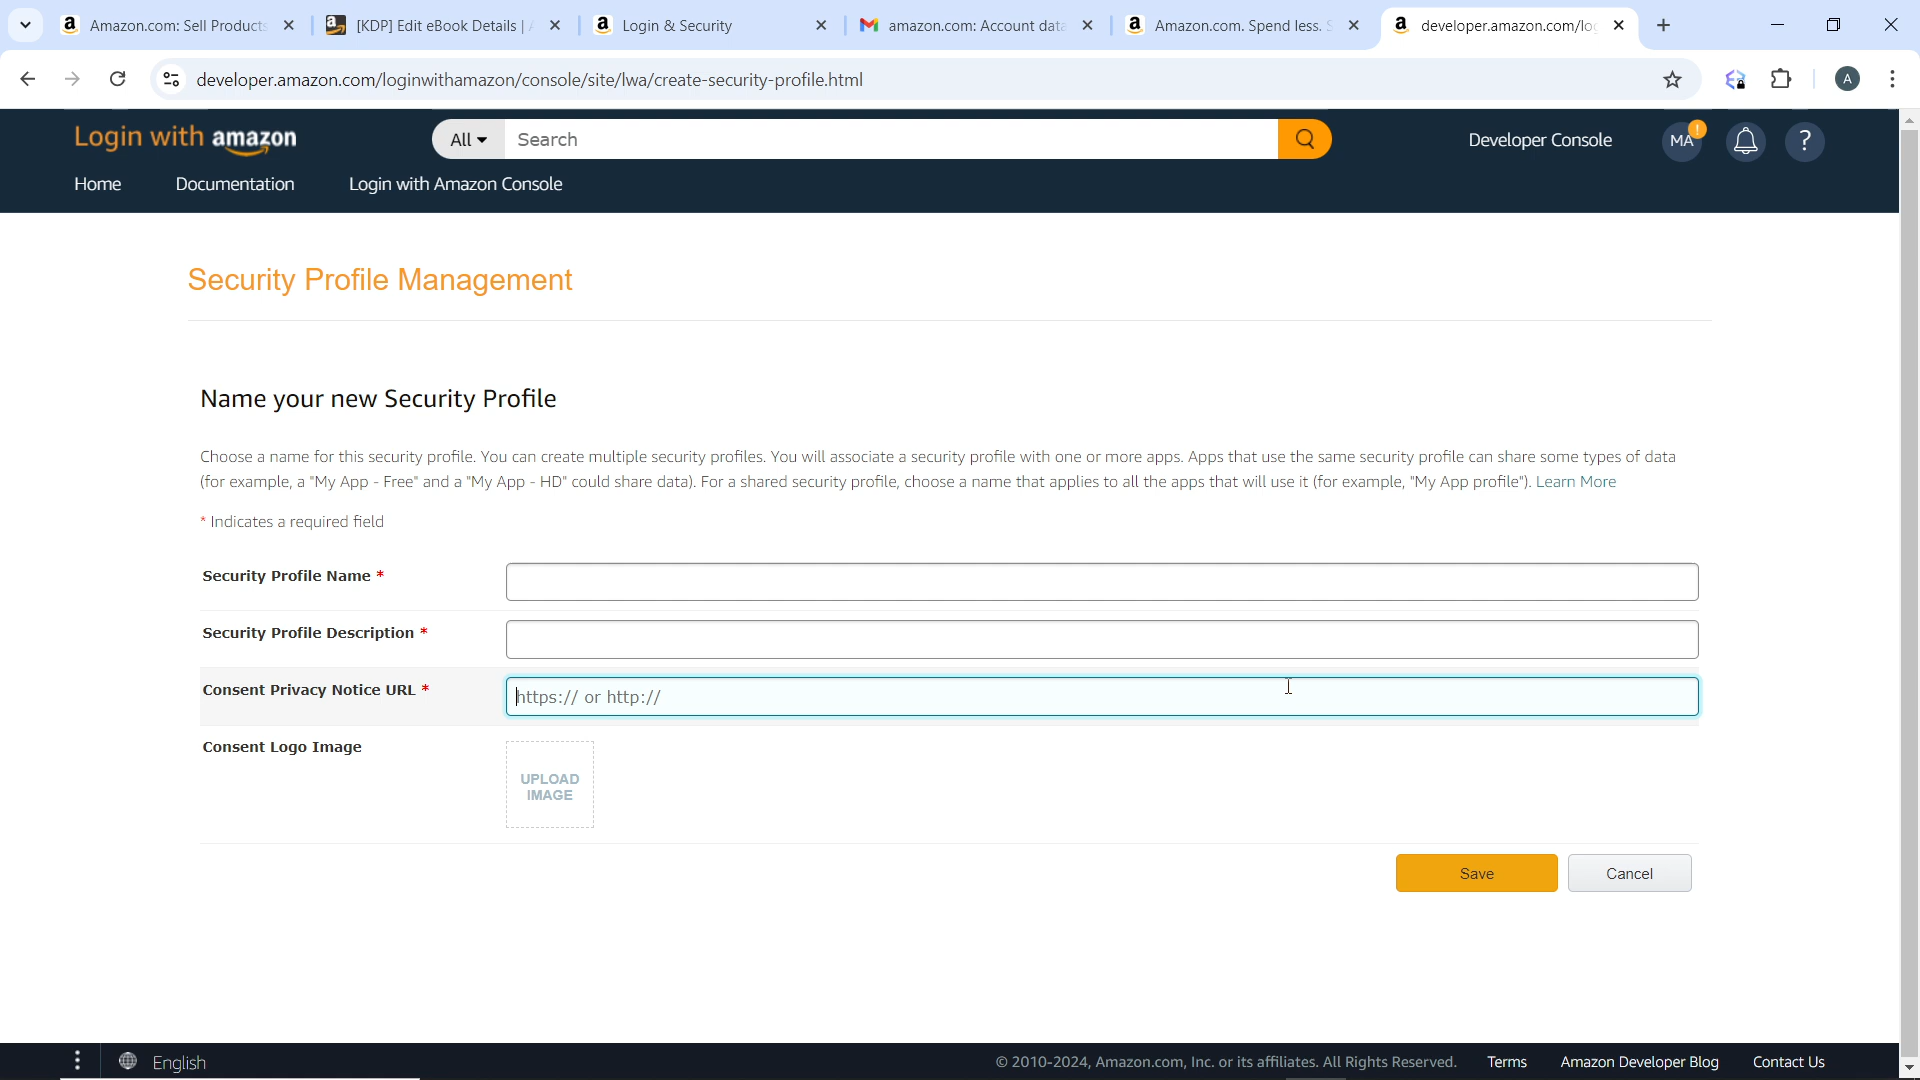 Amazon.com: Sell Products
[KDP] Edit eBook Details |
Login & Security
amazon.com: Account data
Amazon.com. Spend less. S
developer.amazon.com/lo
developer.amazon.com/loginwithamazon/console/site/lwa/create-security-profile.html
A
Login with amazon
All
Search
Developer Console
MA
!
?
Home
Documentation
Login with Amazon Console
Security Profile Management
Name your new Security Profile
Choose a name for this security profile. You can create multiple security profiles. You will associate a security profile with one or more apps. Apps that use the same security profile can share some types of data
(for example, a "My App - Free" and a "My App - HD" could share data). For a shared security profile, choose a name that applies to all the apps that will use it (for example, "My App profile"). Learn More
* Indicates a required field
Security Profile Name *
Security Profile Description *
Consent Privacy Notice URL *
https:// or http://
Consent Logo Image
UPLOAD
IMAGE
Save
Cancel
English
© 2010-2024, Amazon.com, Inc. or its affiliates. All Rights Reserved.
Terms
Amazon Developer Blog
Contact Us